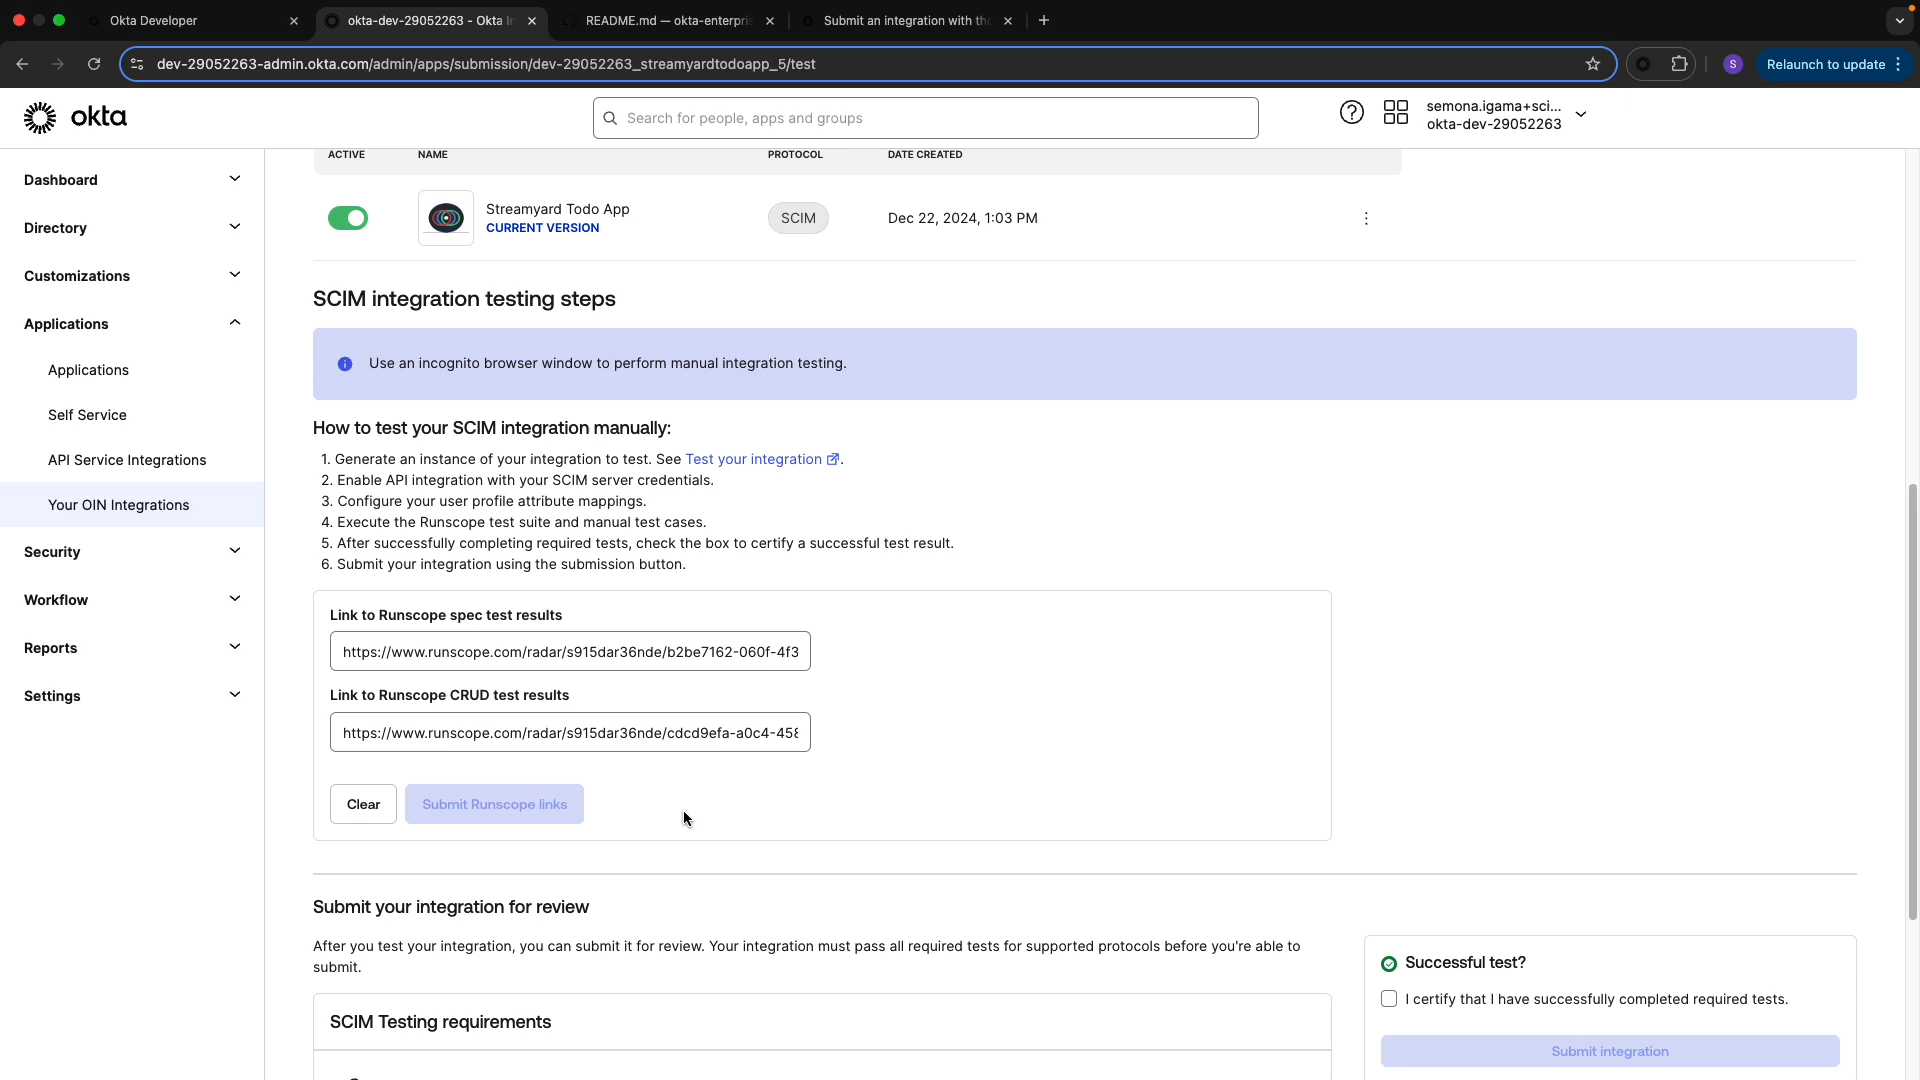 Okta Developer
okta-dev-29052263 - Okta I
README.md — okta-enterpri
Submit an integration with th
dev-29052263-admin.okta.com/admin/apps/submission/dev-29052263_streamyardtodoapp_5/test
S
Relaunch to update
okta
Search for people, apps and groups
semona.igama+sci...
okta-dev-29052263
Dashboard
Directory
Customizations
Applications
Applications
Self Service
API Service Integrations
Your OIN Integrations
Security
Workflow
Reports
Settings
ACTIVE NAME PROTOCOL DATE CREATED
Streamyard Todo App
CURRENT VERSION
SCIM
Dec 22, 2024, 1:03 PM
SCIM integration testing steps
Use an incognito browser window to perform manual integration testing.
How to test your SCIM integration manually:
1. Generate an instance of your integration to test. See Test your integration.
2. Enable API integration with your SCIM server credentials.
3. Configure your user profile attribute mappings.
4. Execute the Runscope test suite and manual test cases.
5. After successfully completing required tests, check the box to certify a successful test result.
6. Submit your integration using the submission button.
Link to Runscope spec test results
https://www.runscope.com/radar/s915dar36nde/b2be7162-060f-4f3
Link to Runscope CRUD test results
https://www.runscope.com/radar/s915dar36nde/cdcd9efa-a0c4-458
Clear
Submit Runscope links
Submit your integration for review
After you test your integration, you can submit it for review. Your integration must pass all required tests for supported protocols before you're able to
submit.
SCIM Testing requirements
Successful test?
I certify that I have successfully completed required tests.
Submit integration